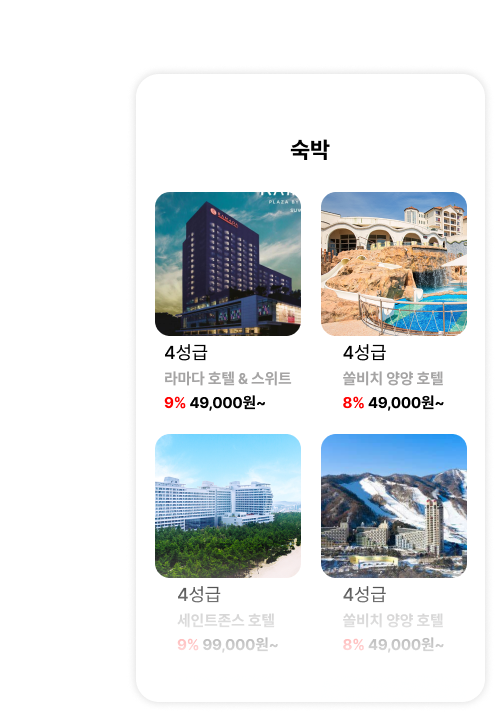 숙박
RAMADA
PLAZA
4성급
4성급
라마다 호텔 & 스위트
쏠비치 양양 호텔
9% 49,000원~
8% 49,000원~
4성급
4성급
세인트존스 호텔
쏠비치 양양 호텔
9% 99,000원~
8% 49,000원~